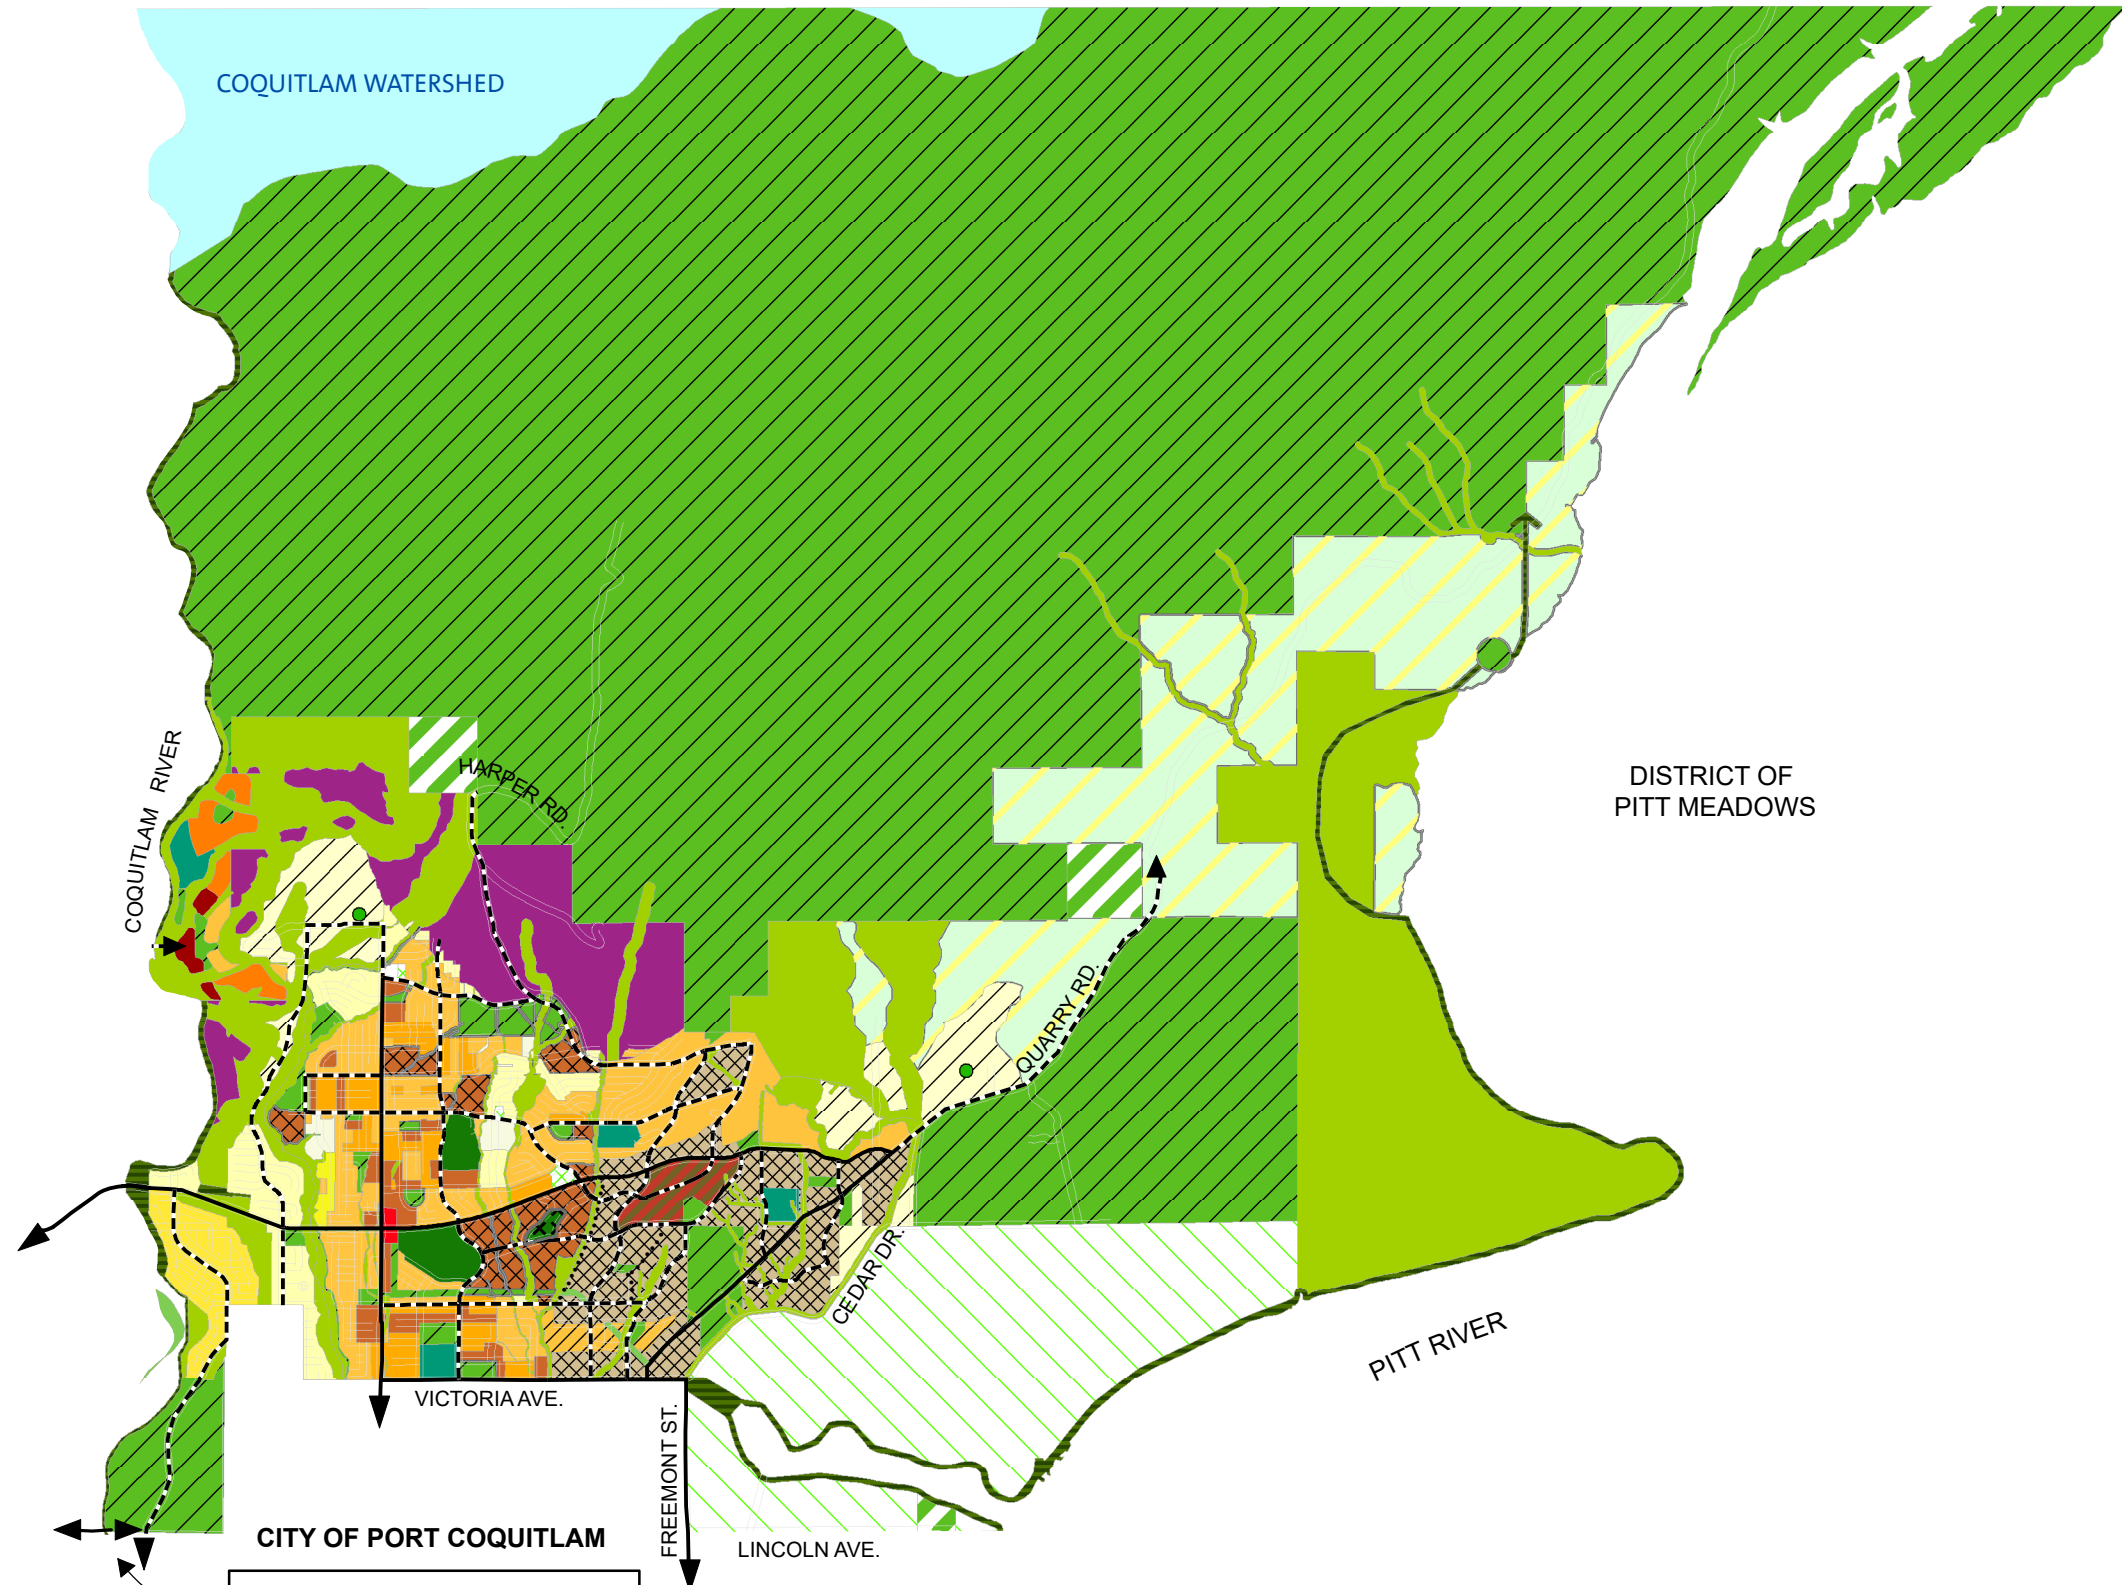 COQUITLAM WATERSHED
COQUITLAM RIVER
HARPER RD.
DISTRICT OF
PITT MEADOWS
QUARRY RD.
CEDAR DR.
PITT RIVER
VICTORIA AVE.
FREEMONT ST.
CITY OF PORT COQUITLAM
LINCOLN AVE.